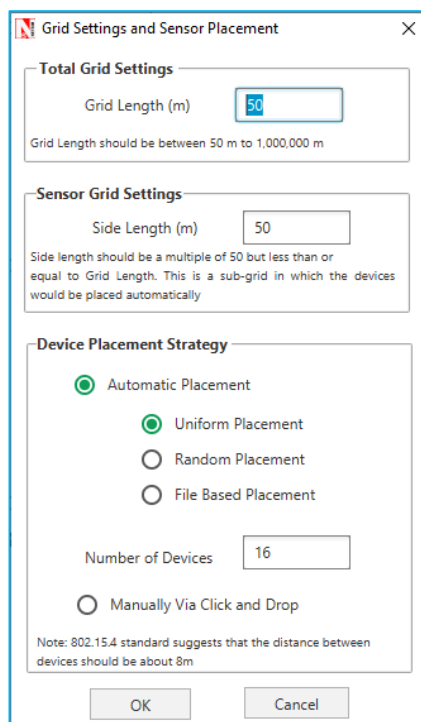 Grid Settings and Sensor Placement
Total Grid Settings
Grid Length (m) 50
Grid Length should be between 50 m to 1,000,000 m
Sensor Grid Settings
Side Length (m) 50
Side length should be a multiple of 50 but less than or
equal to Grid Length. This is a sub-grid in which the devices
would be placed automatically
Device Placement Strategy
Automatic Placement
Uniform Placement
Random Placement
File Based Placement
Number of Devices 16
Manually Via Click and Drop
Note: 802.15.4 standard suggests that the distance between
devices should be about 8m
OK Cancel